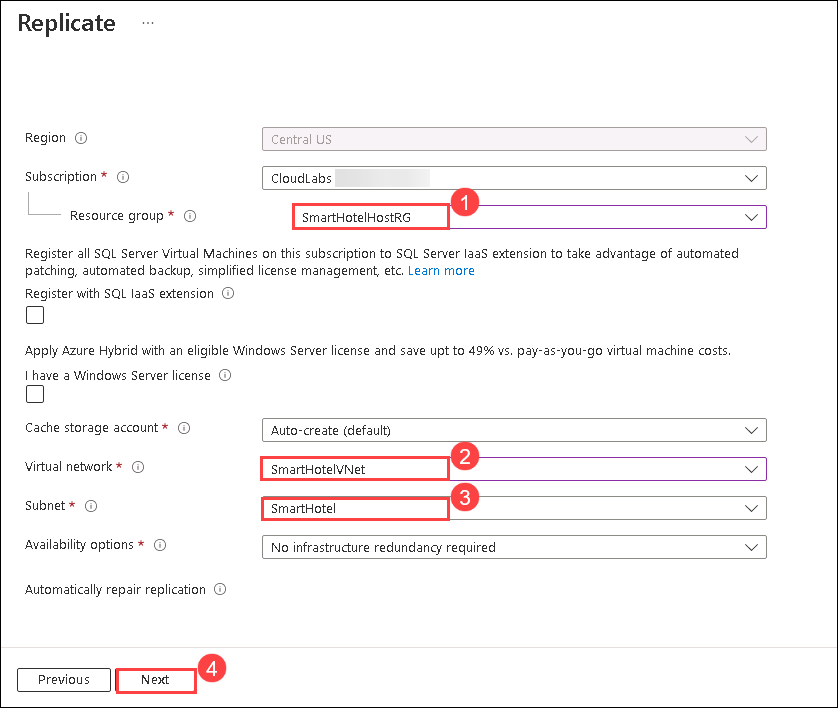 Replicate ...
Region
Central US
Subscription *
CloudLabs
1
Resource group *
SmartHotelHostRG
Register all SQL Server Virtual Machines on this subscription to SQL Server IaaS extension to take advantage of automated
patching, automated backup, simplified license management, etc. Learn more
Register with SQL IaaS extension
Apply Azure Hybrid with an eligible Windows Server license and save upt to 49% vs. pay-as-you-go virtual machine costs.
I have a Windows Server license
Cache storage account *
Auto-create (default)
2
Virtual network *
SmartHotelVNet
3
Subnet *
SmartHotel
Availability options *
No infrastructure redundancy required
Automatically repair replication
4
Previous
Next